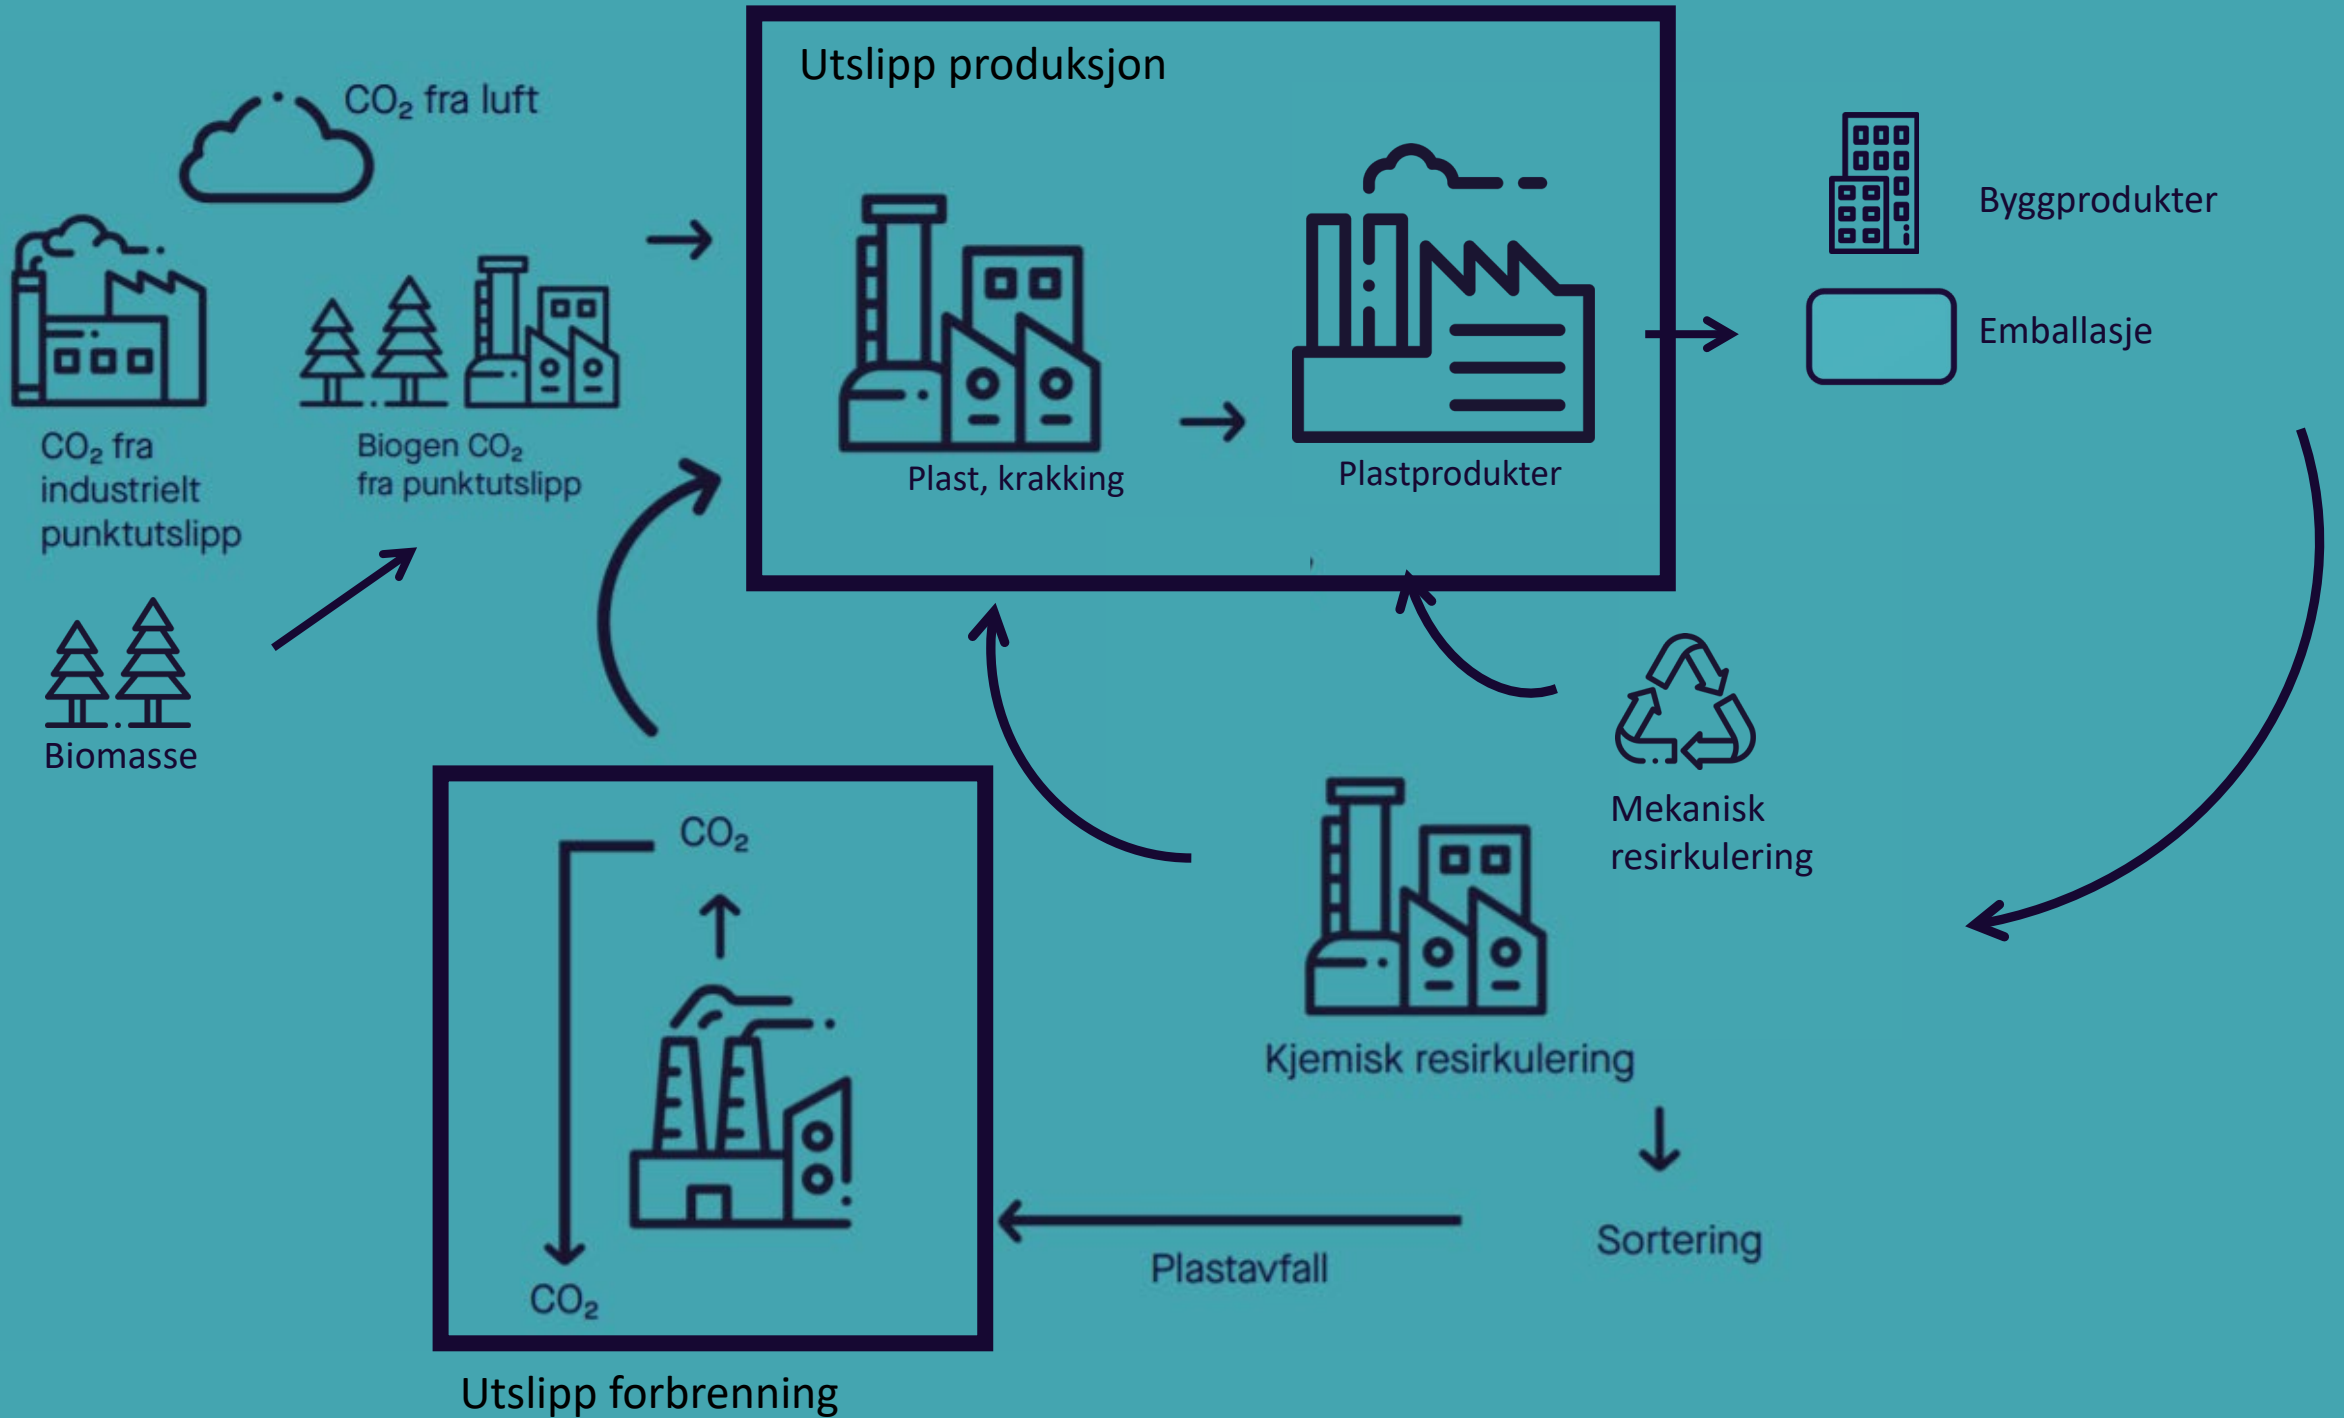 Utslipp produksjon
CO₂ fra luft
Byggprodukter
Emballasje
CO₂ fra
industrielt
punktutslipp
Biogen CO₂
fra punktutslipp
Plast, krakking
Plastprodukter
Biomasse
Mekanisk
resirkulering
CO₂
Kjemisk resirkulering
Sortering
Plastavfall
CO₂
Utslipp forbrenning